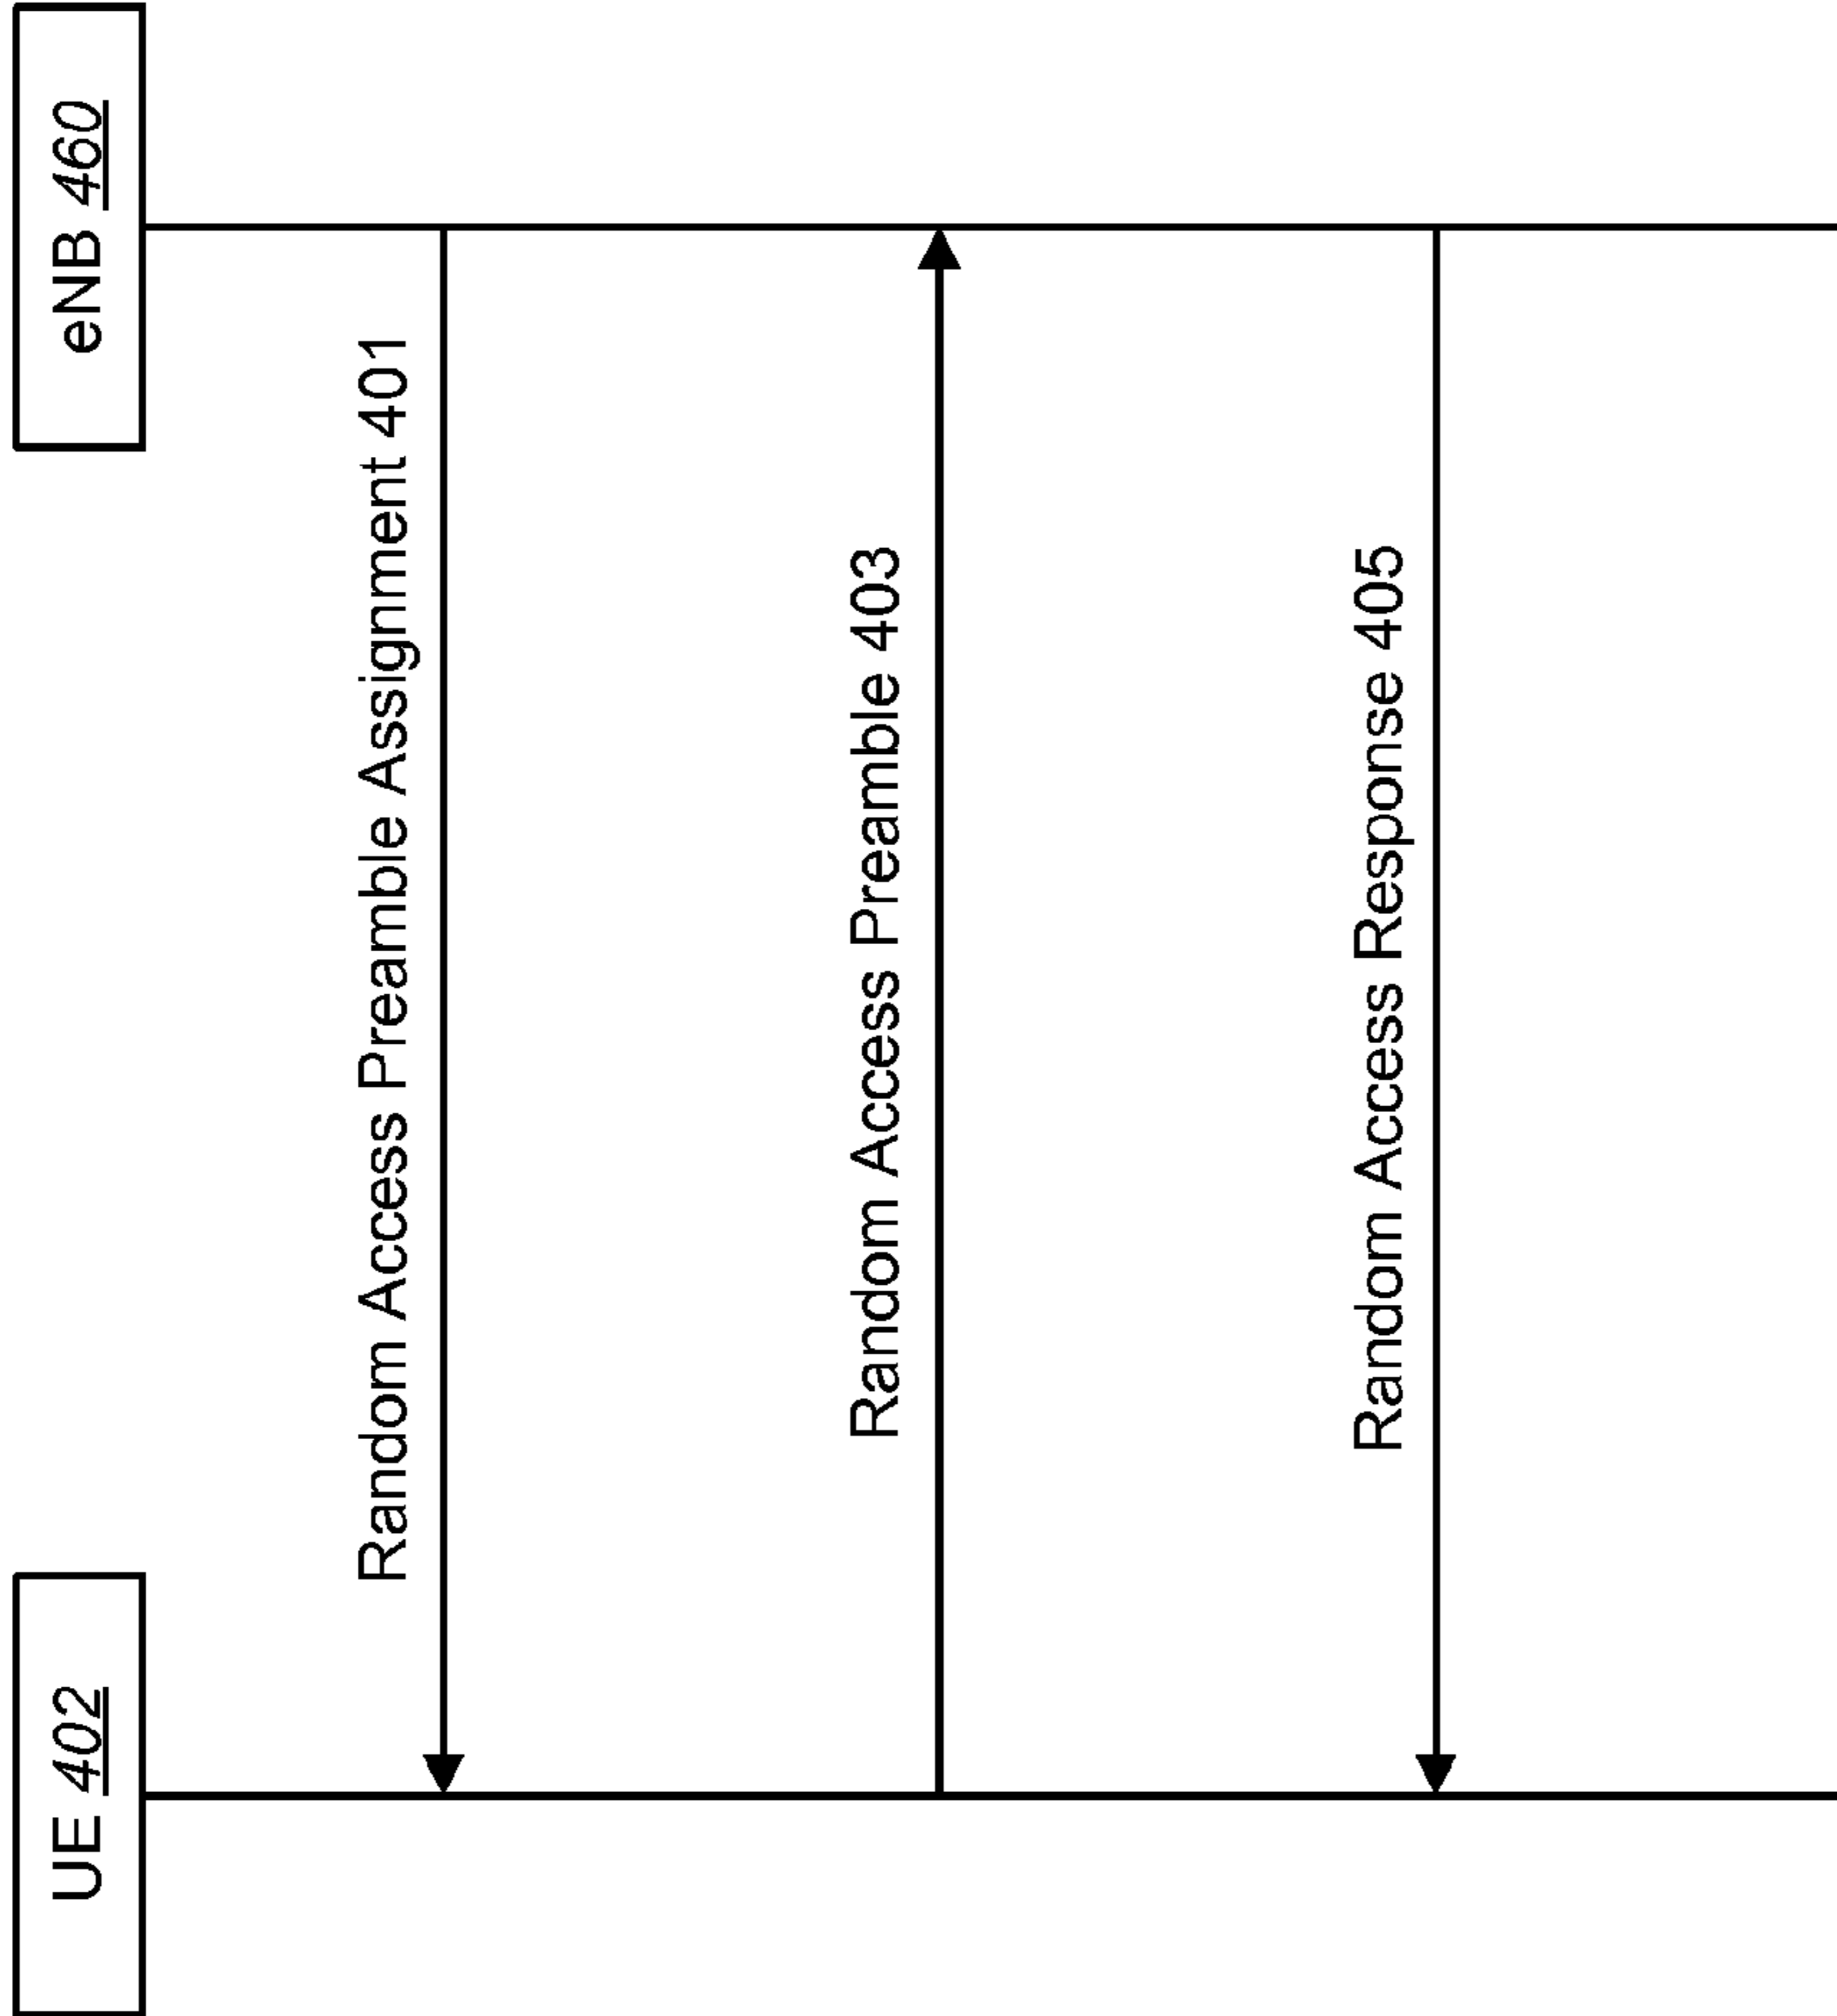 UE 402
eNB 460
Random Access Preamble Assignment 401
Random Access Preamble 403
Random Access Response 405